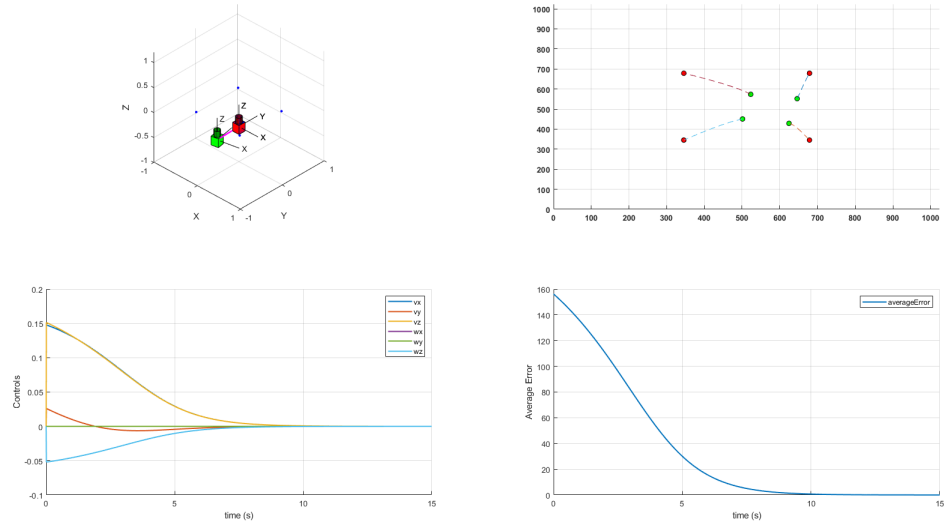 1
0.5
0
-0.5
-1
Z
-1
0
1
X
-1
0
1
Y
Z
Y
X
Z
X
1000
900
800
700
600
500
400
300
200
100
0
0 100 200 300 400 500 600 700 800 900 1000
0.2
0.15
0.1
0.05
0
-0.05
-0.1
Controls
0 5 10 15
time (s)
vx
vy
vz
wx
wy
wz
160
140
120
100
80
60
40
20
0
Average Error
0 5 10 15
time (s)
averageError